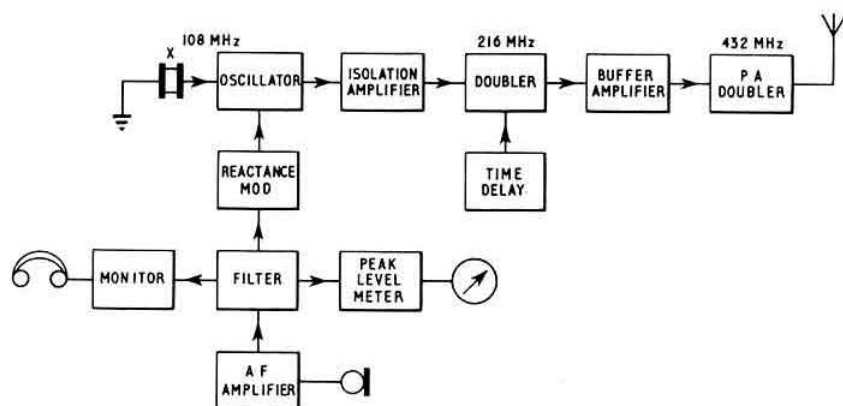 108 MHz
216 MHz
432 MHz
X
OSCILLATOR
ISOLATION
AMPLIFIER
DOUBLER
BUFFER
AMPLIFIER
P A
DOUBLER
REACTANCE
MOD
TIME
DELAY
MONITOR
FILTER
PEAK
LEVEL
METER
A F
AMPLIFIER